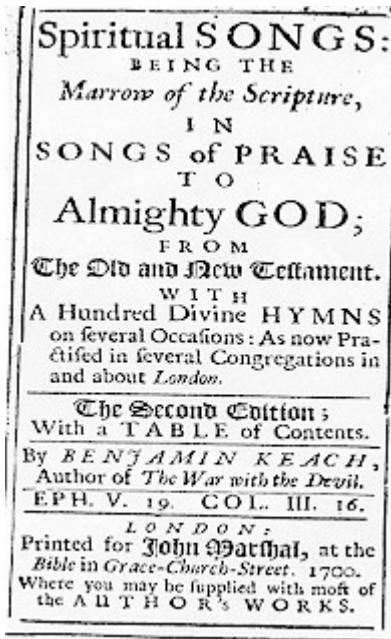 Spiritual SONGS:
BEING THE
Marrow of the Scripture,
IN
SONGS of PRAISE
TO
Almighty GOD;
FROM
The Old and New Testament.
WITH
A Hundred Divine HYMNS
on ſeveral Occaſions: As now Pra-
ctiſed in ſeveral Congregations in
and about London.
The Second Edition;
With a TABLE of Contents.
By BENJAMIN KEACH,
Author of The War with the Devil.
EPH. V. 19. COL. III. 16.
LONDON:
Printed for John Marſhal, at the
Bible in Grace-Church-Street. 1700.
Where you may be ſupplied with moſt of
the AUTHOR's WORKS.